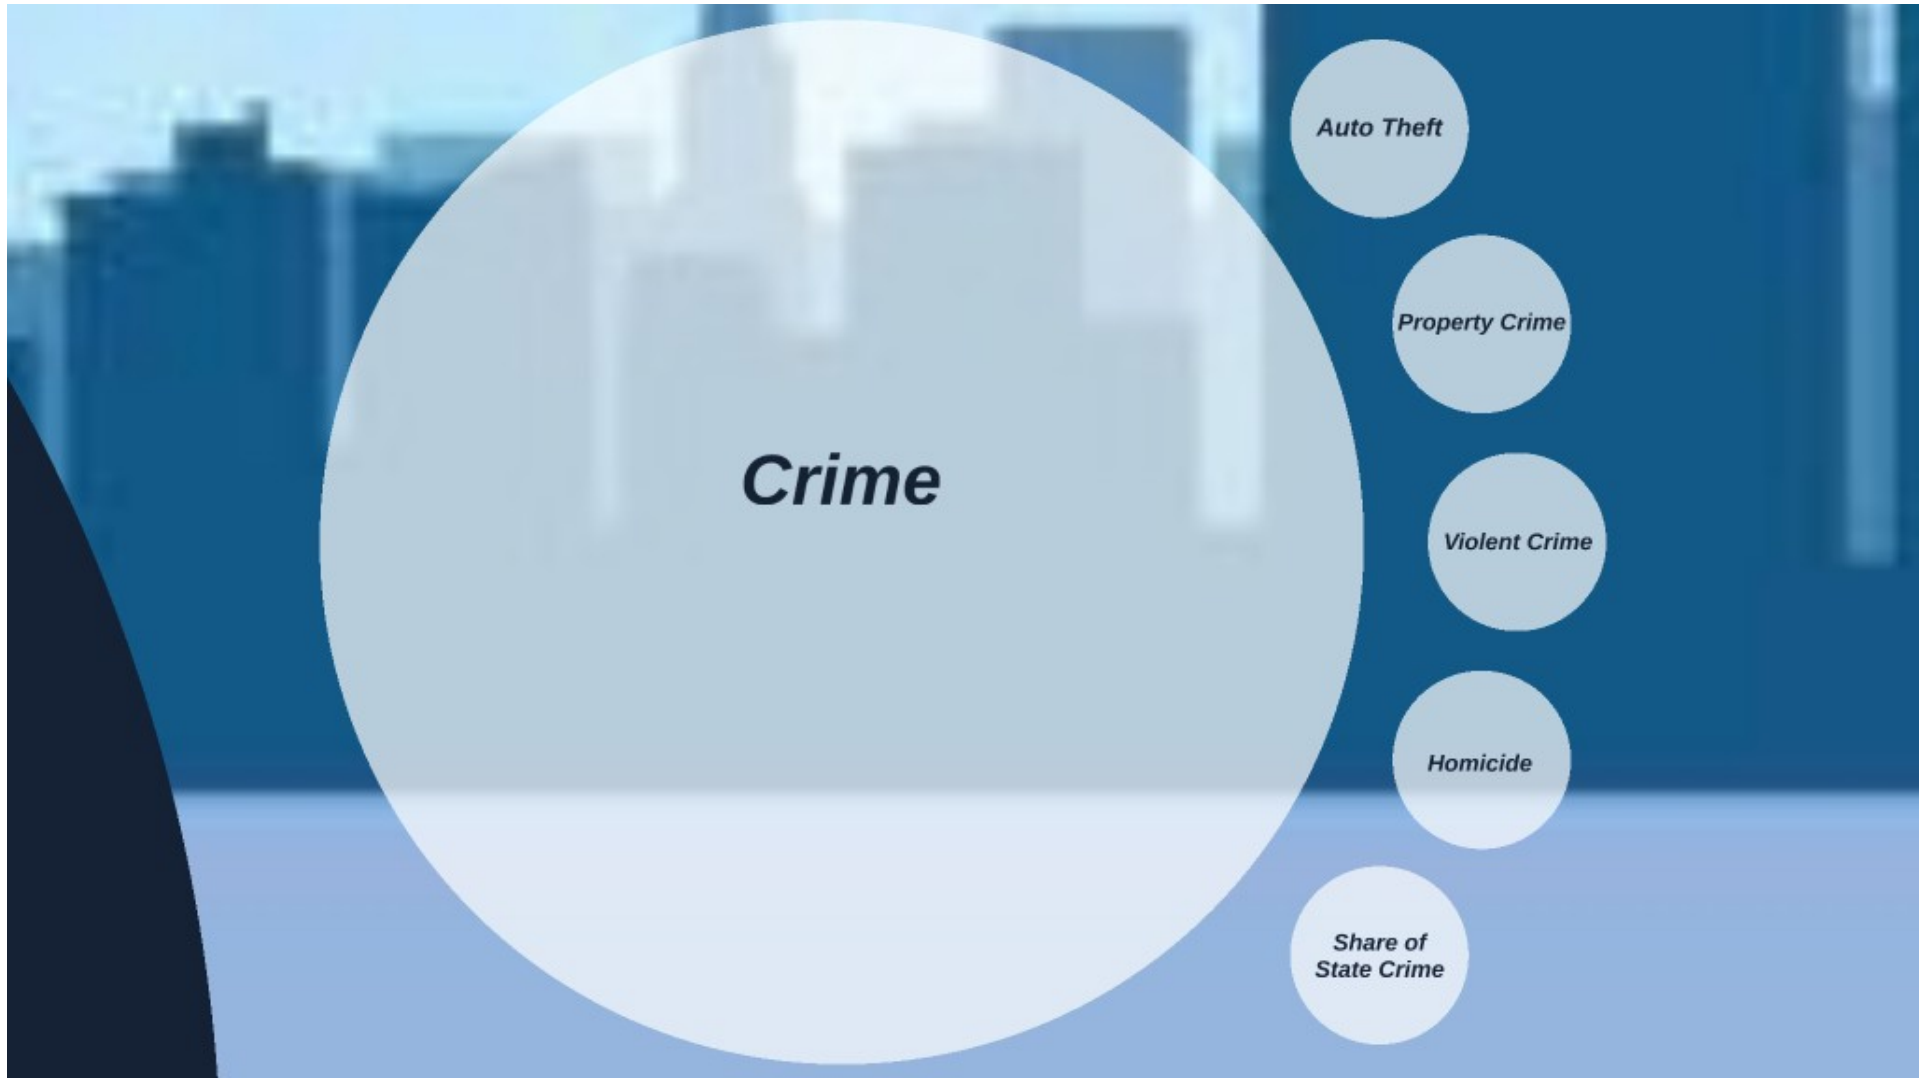 Auto Theft
Property Crime
Crime
Violent Crime
Homicide
Share of
State Crime